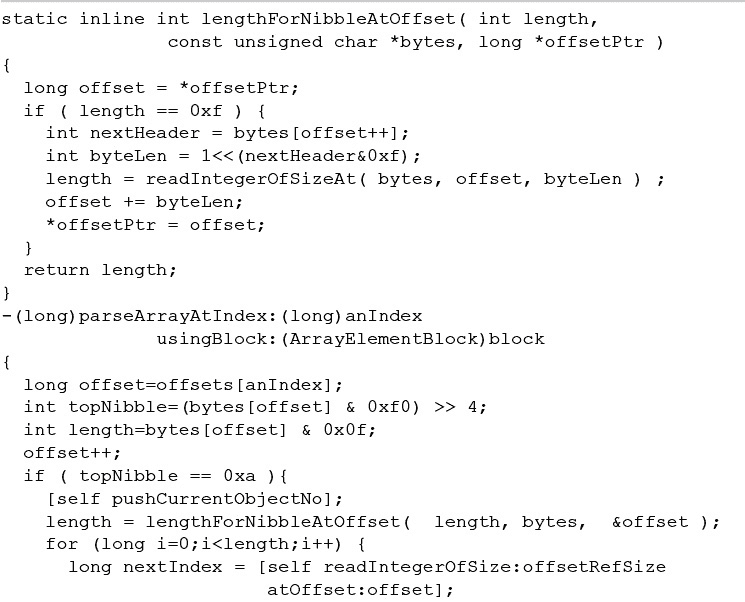 static inline int lengthForNibbleAtOffset( int length,
               const unsigned char *bytes, long *offsetPtr )
{
  long offset = *offsetPtr;
  if ( length == 0xf ) {
    int nextHeader = bytes[offset++];
    int byteLen = 1<<(nextHeader&0xf);
    length = readIntegerOfSizeAt( bytes, offset, byteLen ) ;
    offset += byteLen;
    *offsetPtr = offset;
  }
  return length;
}
-(long)parseArrayAtIndex:(long)anIndex
              usingBlock:(ArrayElementBlock)block
{
  long offset=offsets[anIndex];
  int topNibble=(bytes[offset] & 0xf0) >> 4;
  int length=bytes[offset] & 0x0f;
  offset++;
  if ( topNibble == 0xa ){
    [self pushCurrentObjectNo];
    length = lengthForNibbleAtOffset(  length, bytes,  &offset );
    for (long i=0;i<length;i++) {
      long nextIndex = [self readIntegerOfSize:offsetRefSize
                        atOffset:offset];